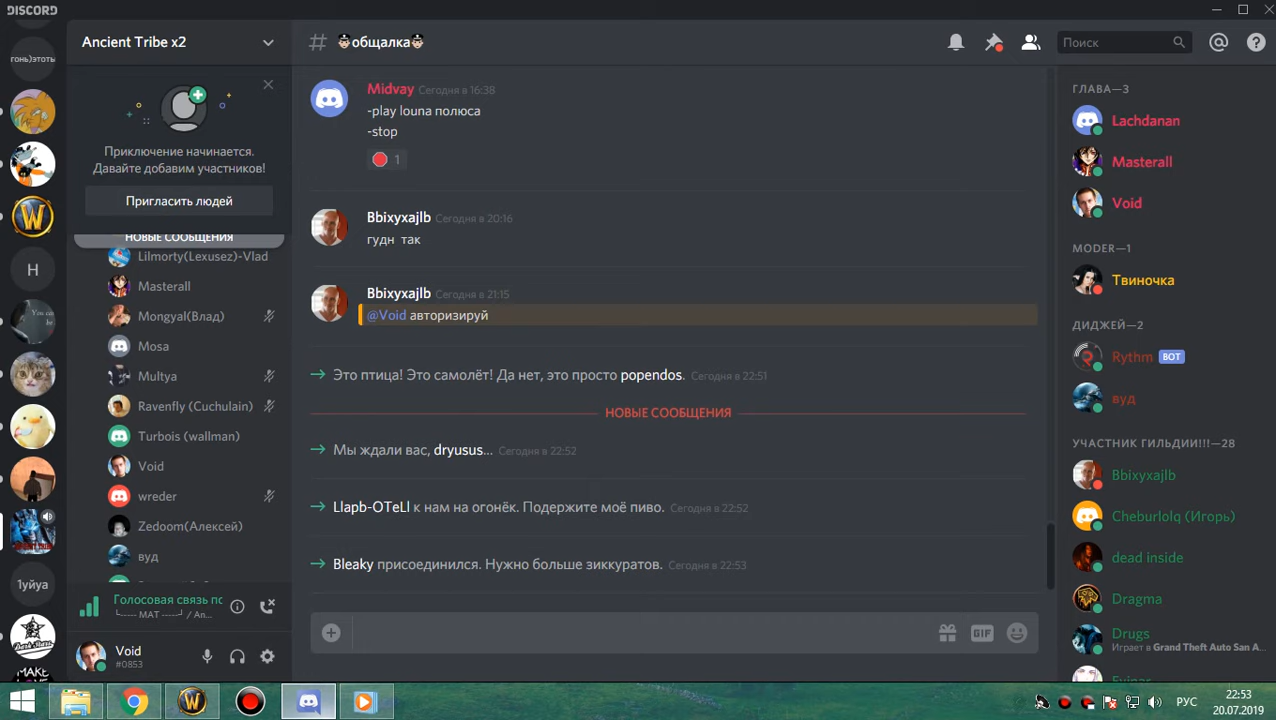 DISCORD
гонь)этоть
Ancient Tribe x2
Приключение начинается.
Давайте добавим участников!
Пригласить людей
НОВЫЕ СООБЩЕНИЯ
Lilmorty(Lexusez)-Vlad
Masterall
Mongyal(Влад)
Mosa
Multya
Ravenfly (Cuchulain)
Turbois (wallman)
Void
wreder
Zedoom(Алексей)
вуд
Н
1уйуа
Голосовая связь по
└----- МАТ -----┘/ An...
Void
#0853
# 👮общалка👮
Midvay Сегодня в 16:38
-play louna полюса
-stop
1
Bbixyxajlb Сегодня в 20:16
гудн так
Bbixyxajlb Сегодня в 21:15
@Void авторизируй
Это птица! Это самолёт! Да нет, это просто popendos. Сегодня в 22:51
НОВЫЕ СООБЩЕНИЯ
Мы ждали вас, dryusus... Сегодня в 22:52
Llapb-OTeLl к нам на огонёк. Подержите моё пиво. Сегодня в 22:52
Bleaky присоединился. Нужно больше зиккуратов. Сегодня в 22:53
GIF
Поиск
ГЛАВА—3
Lachdanan
Masterall
Void
MODER—1
Твиночка
ДИДЖЕЙ—2
Rythm БОТ
вуд
УЧАСТНИК ГИЛЬДИИ!!!—28
Bbixyxajlb
Cheburlolq (Игорь)
dead inside
Dragma
Drugs
Играет в Grand Theft Auto San A...
РУС
22:53
20.07.2019